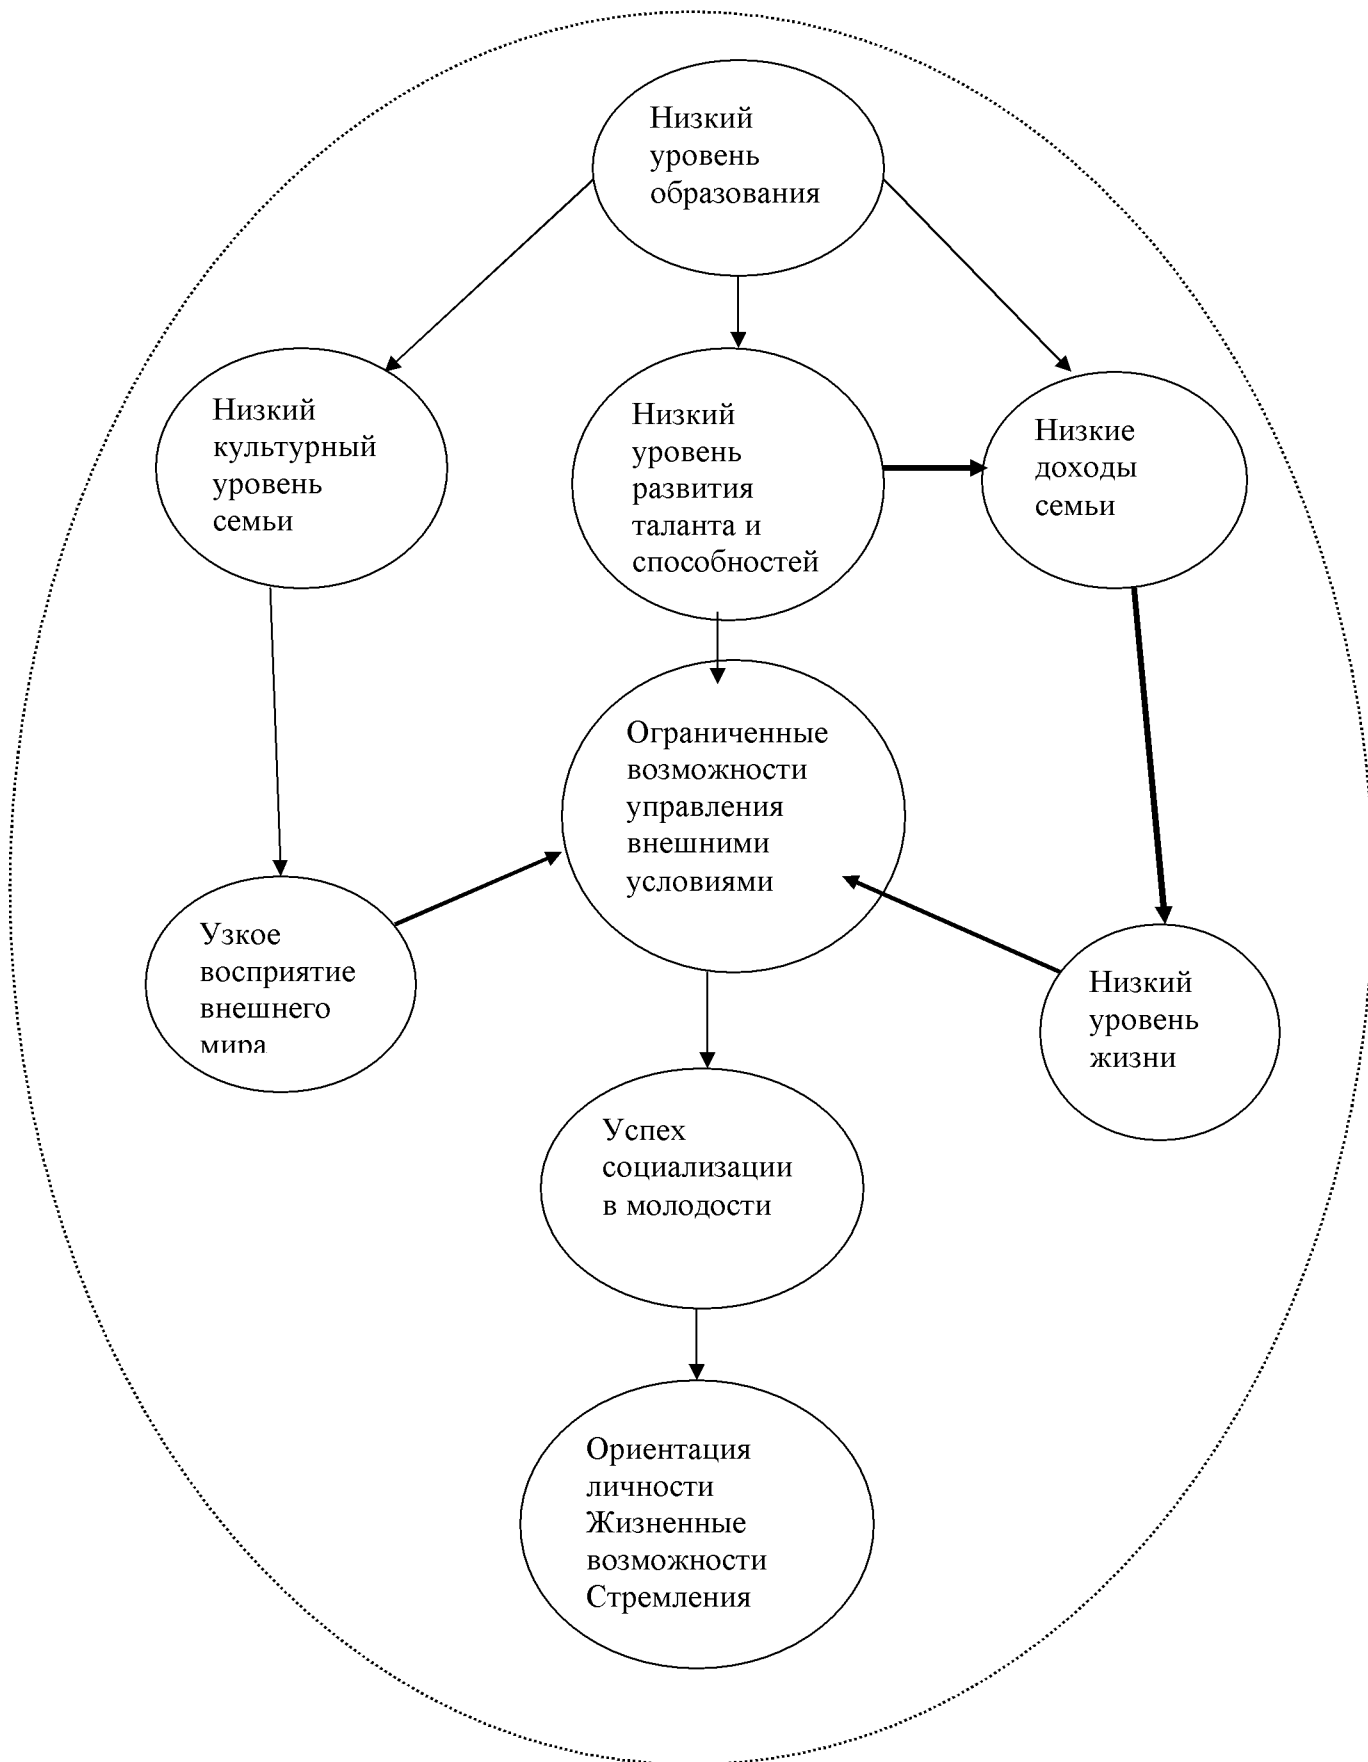 Низкий
уровень
образования
Низкий
культурный
уровень
семьи
Низкий
уровень
развития
таланта и
способностей
Низкие
доходы
семьи
Ограниченные
возможности
управления
внешними
условиями
Узкое
восприятие
внешнего
мира
Низкий
уровень
жизни
Успех
социализации
в молодости
Ориентация
личности
Жизненные
возможности
Стремления